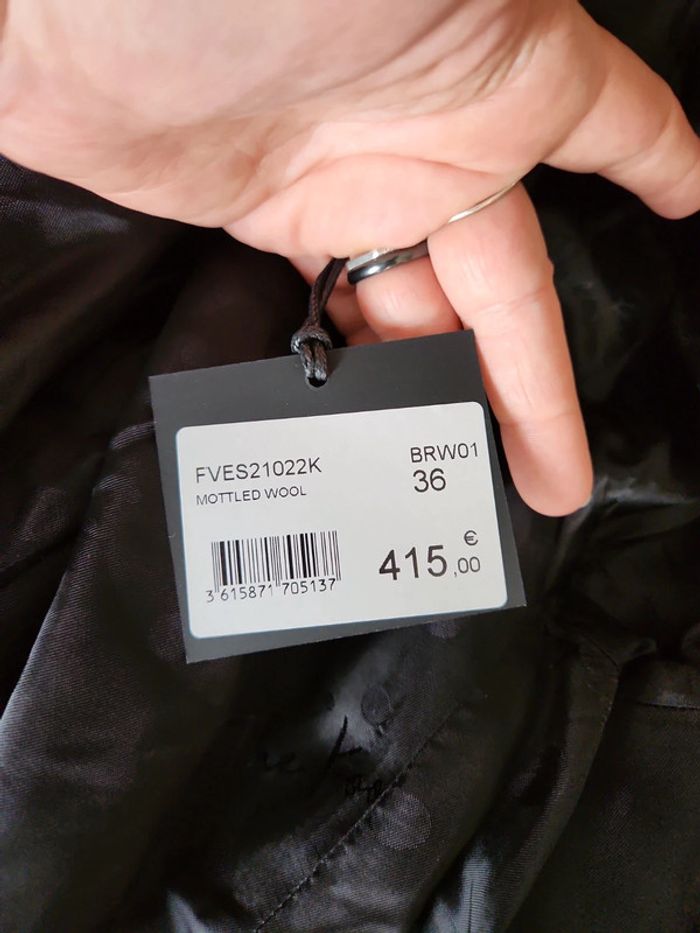 FVES21022K
BRW01
MOTTLED WOOL
36
3 615871 705137
415,00 €